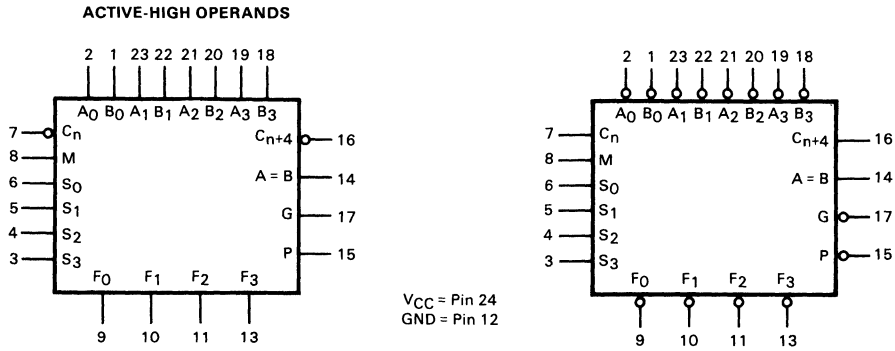 ACTIVE-HIGH OPERANDS
2 1 23 22 21 20 19 18
A0 B0 A1 B1 A2 B2 A3 B3
7 Cn
Cn+4 16
8 M
6 S0
A = B 14
5 S1
G 17
4 S2
P 15
3 S3
F0 F1 F2 F3
9 10 11 13
VCC = Pin 24
GND = Pin 12
2 1 23 22 21 20 19 18
A0 B0 A1 B1 A2 B2 A3 B3
7 Cn
Cn+4 16
8 M
A = B 14
6 S0
5 S1
G 17
4 S2
P 15
3 S3
F0 F1 F2 F3
9 10 11 13